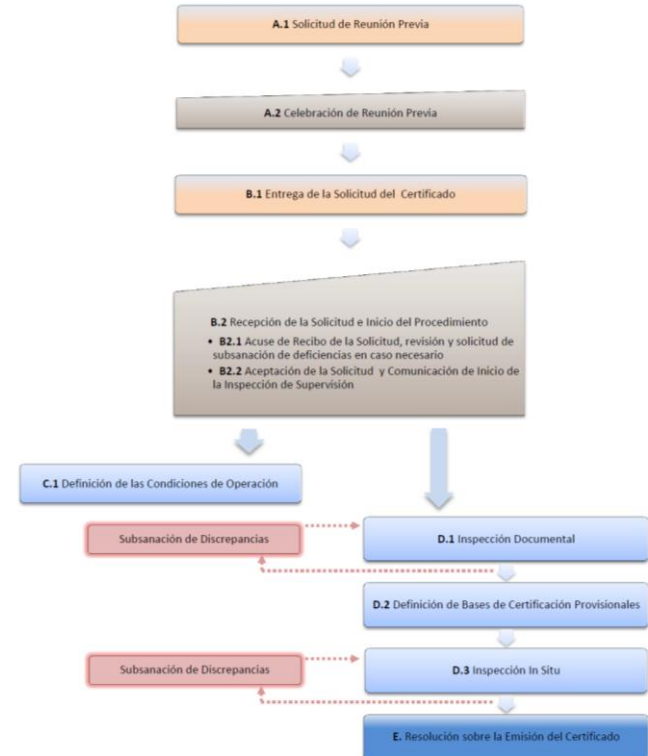 A.1 Solicitud de Reunión Previa
A.2 Celebración de Reunión Previa
B.1 Entrega de la Solicitud del Certificado
B.2 Recepción de la Solicitud e Inicio del Procedimiento
• B2.1 Acuse de Recibo de la Solicitud, revisión y solicitud de
subsanación de deficiencias en caso necesario
• B2.2 Aceptación de la Solicitud y Comunicación de Inicio de
la Inspección de Supervisión
C.1 Definición de las Condiciones de Operación
Subsanación de Discrepancias
D.1 Inspección Documental
D.2 Definición de Bases de Certificación Provisionales
Subsanación de Discrepancias
D.3 Inspección In Situ
E. Resolución sobre la Emisión del Certificado